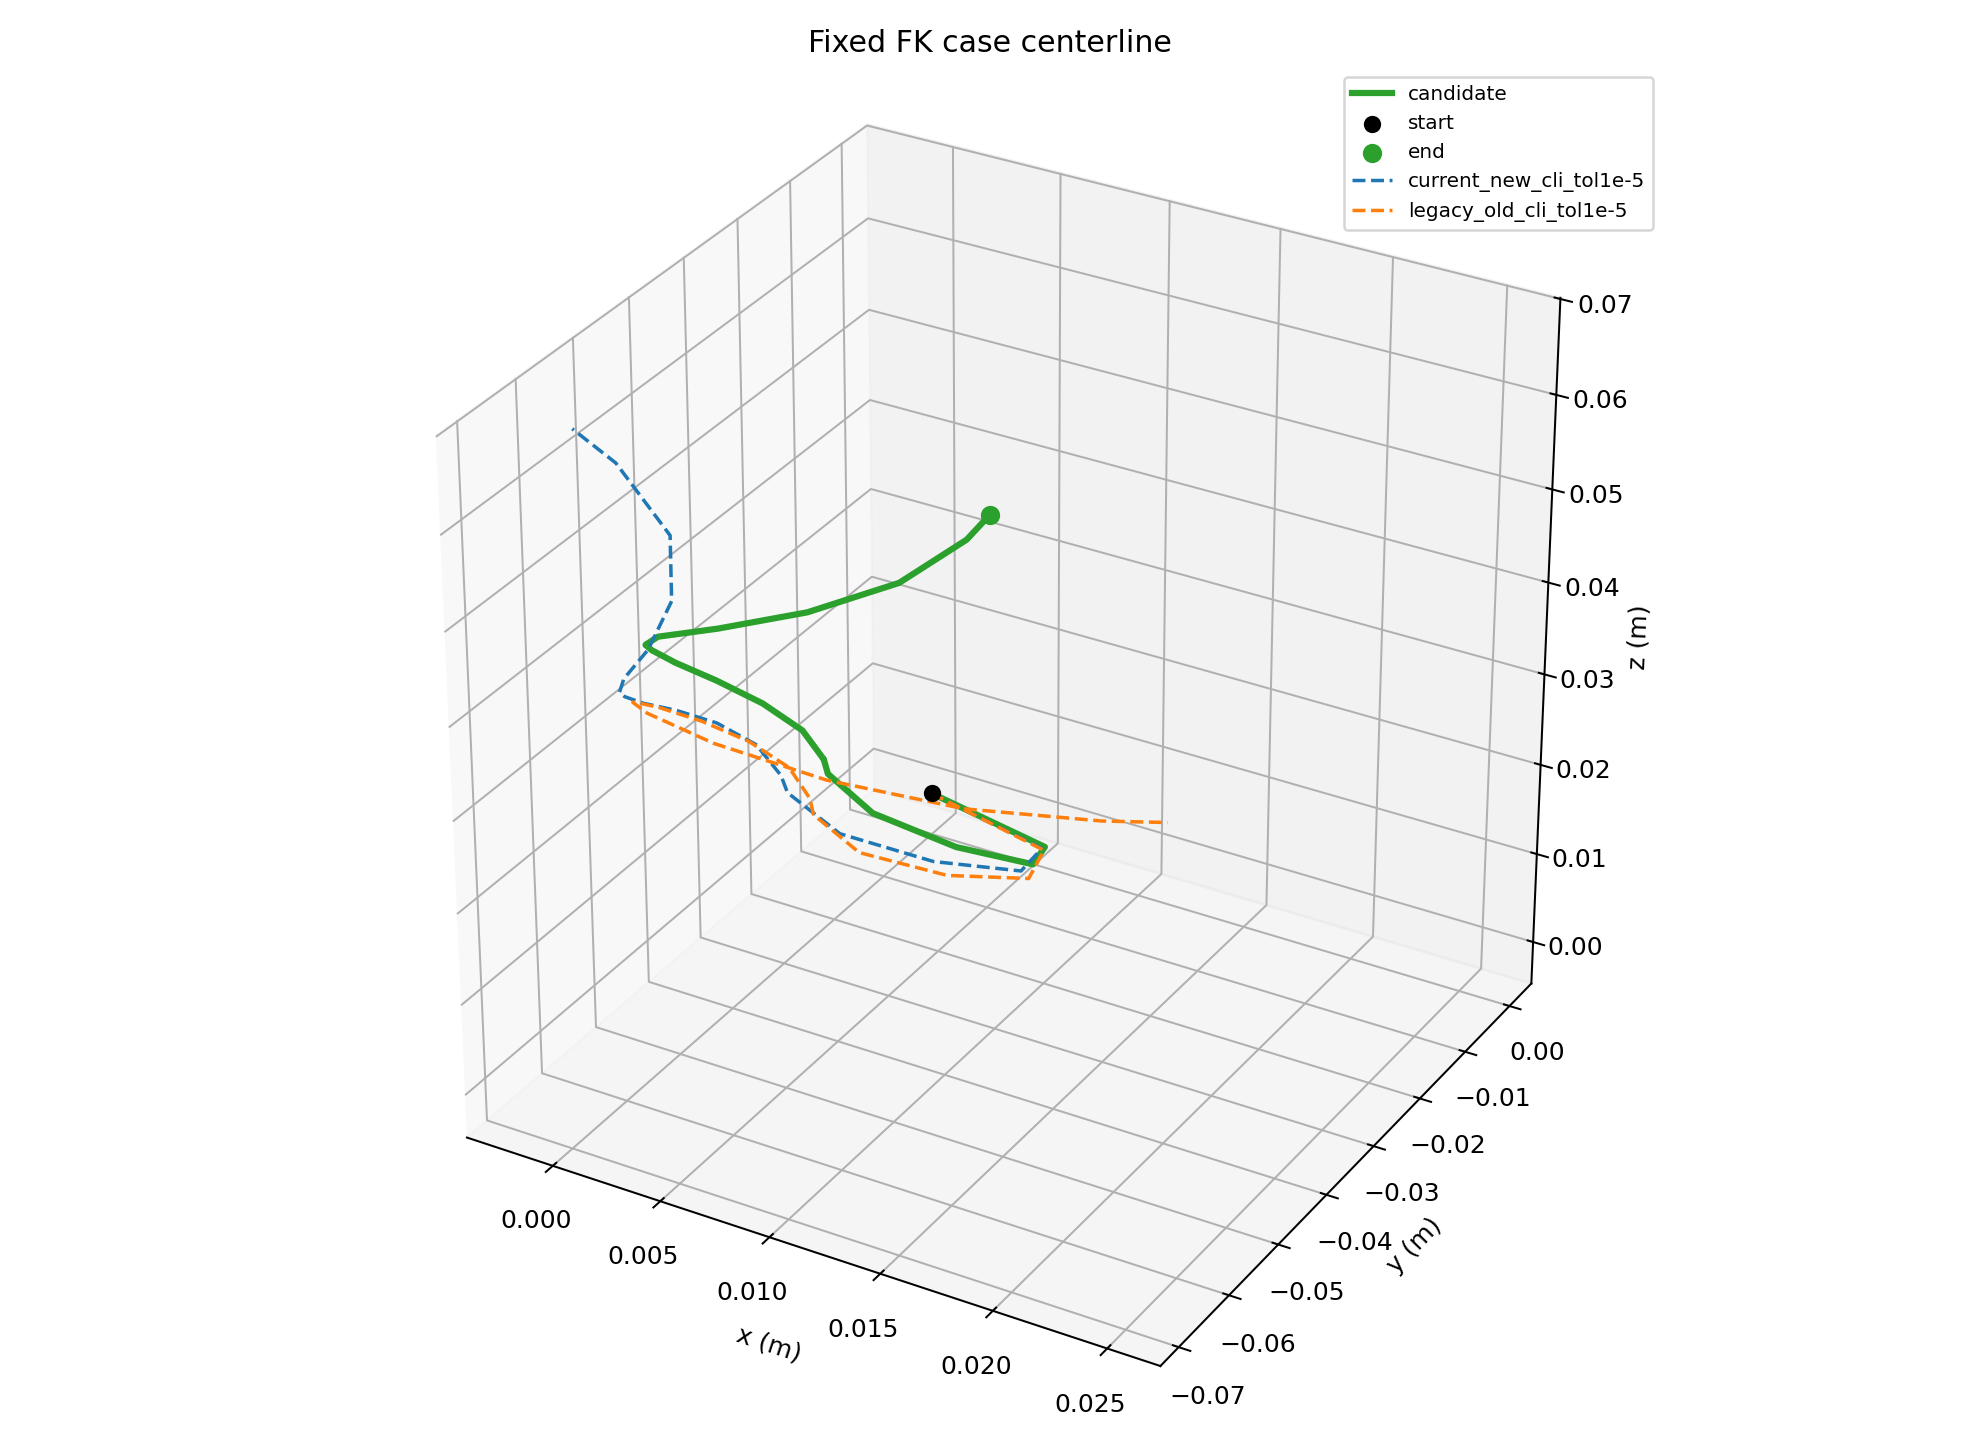 Fixed FK case centerline
candidate
start
end
current_new_cli_tol1e-5
legacy_old_cli_tol1e-5
0.07
0.06
0.05
0.04
0.03
0.02
0.01
0.00
z (m)
0.00
−0.01
−0.02
−0.03
−0.04
−0.05
−0.06
−0.07
y (m)
0.000
0.005
0.010
0.015
0.020
0.025
x (m)